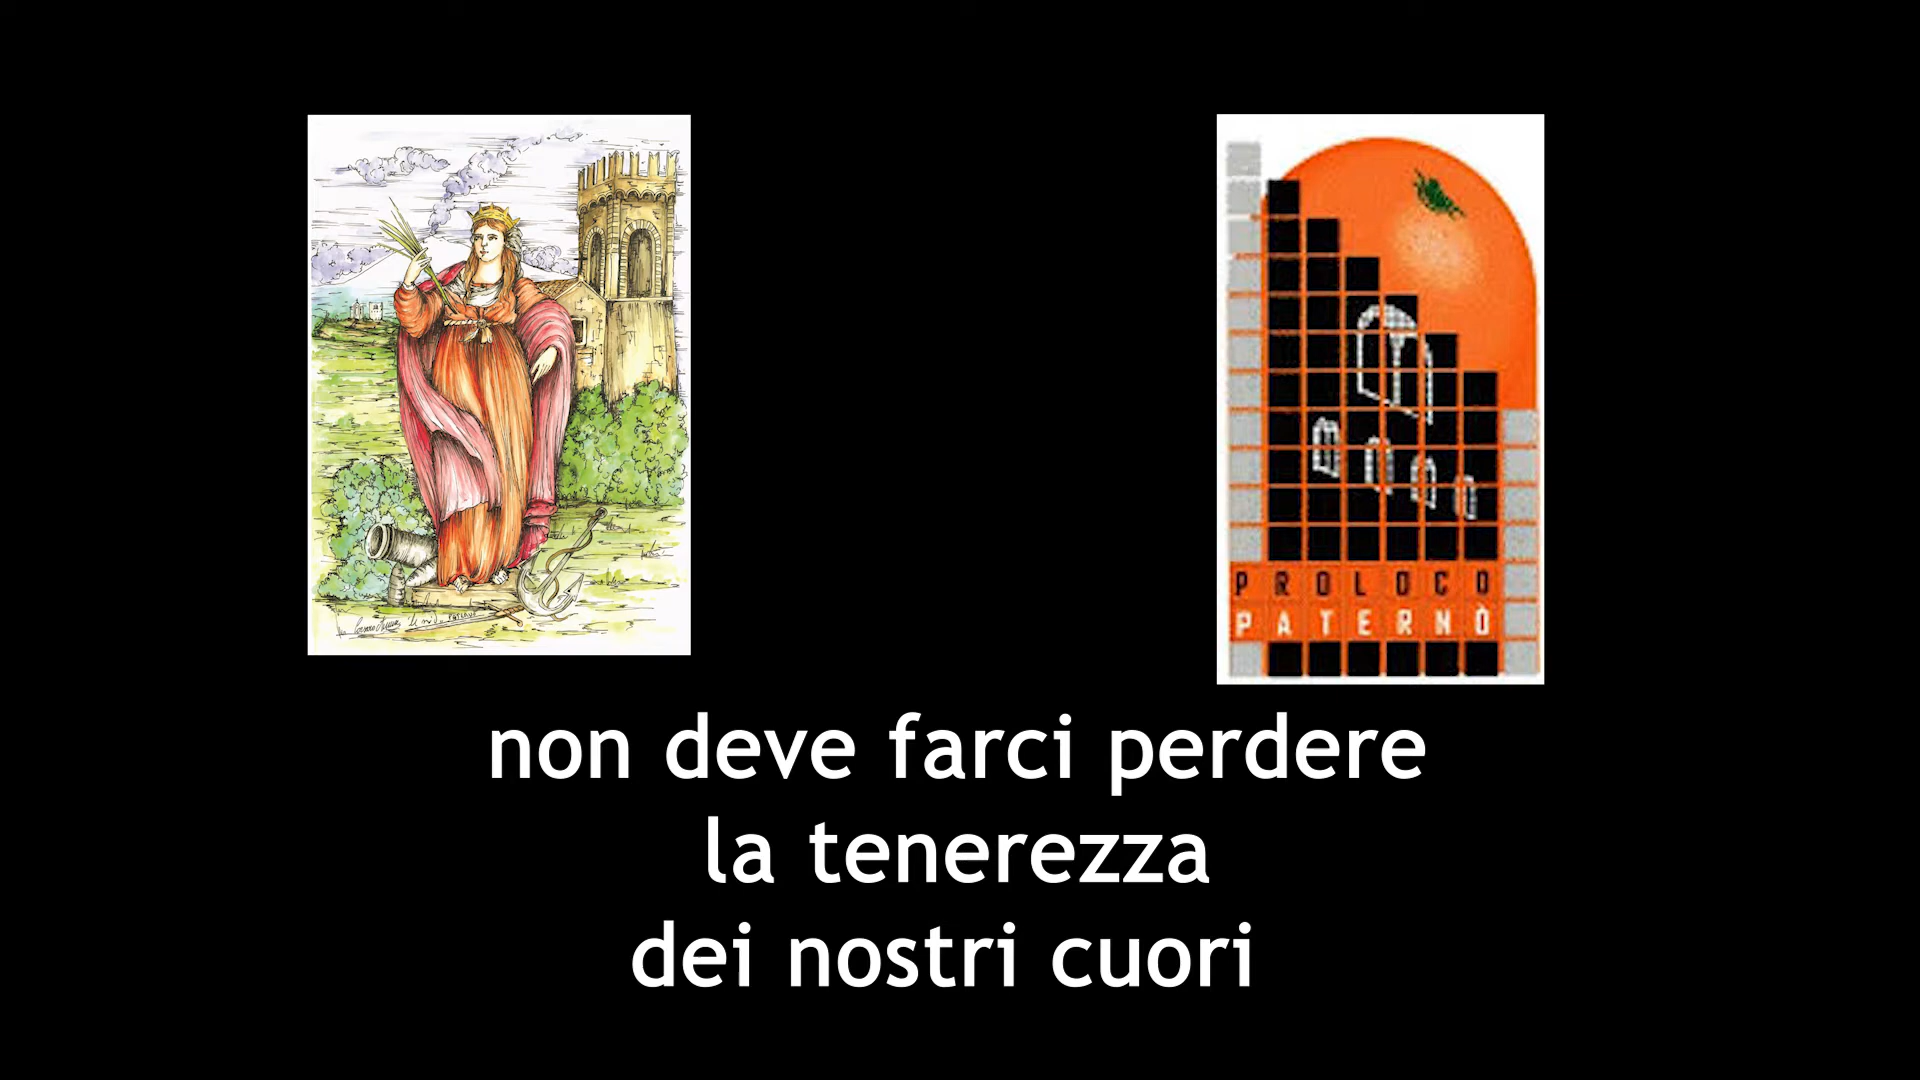 PROLOCO
PATERNÒ
non deve farci perdere
la tenerezza
dei nostri cuori